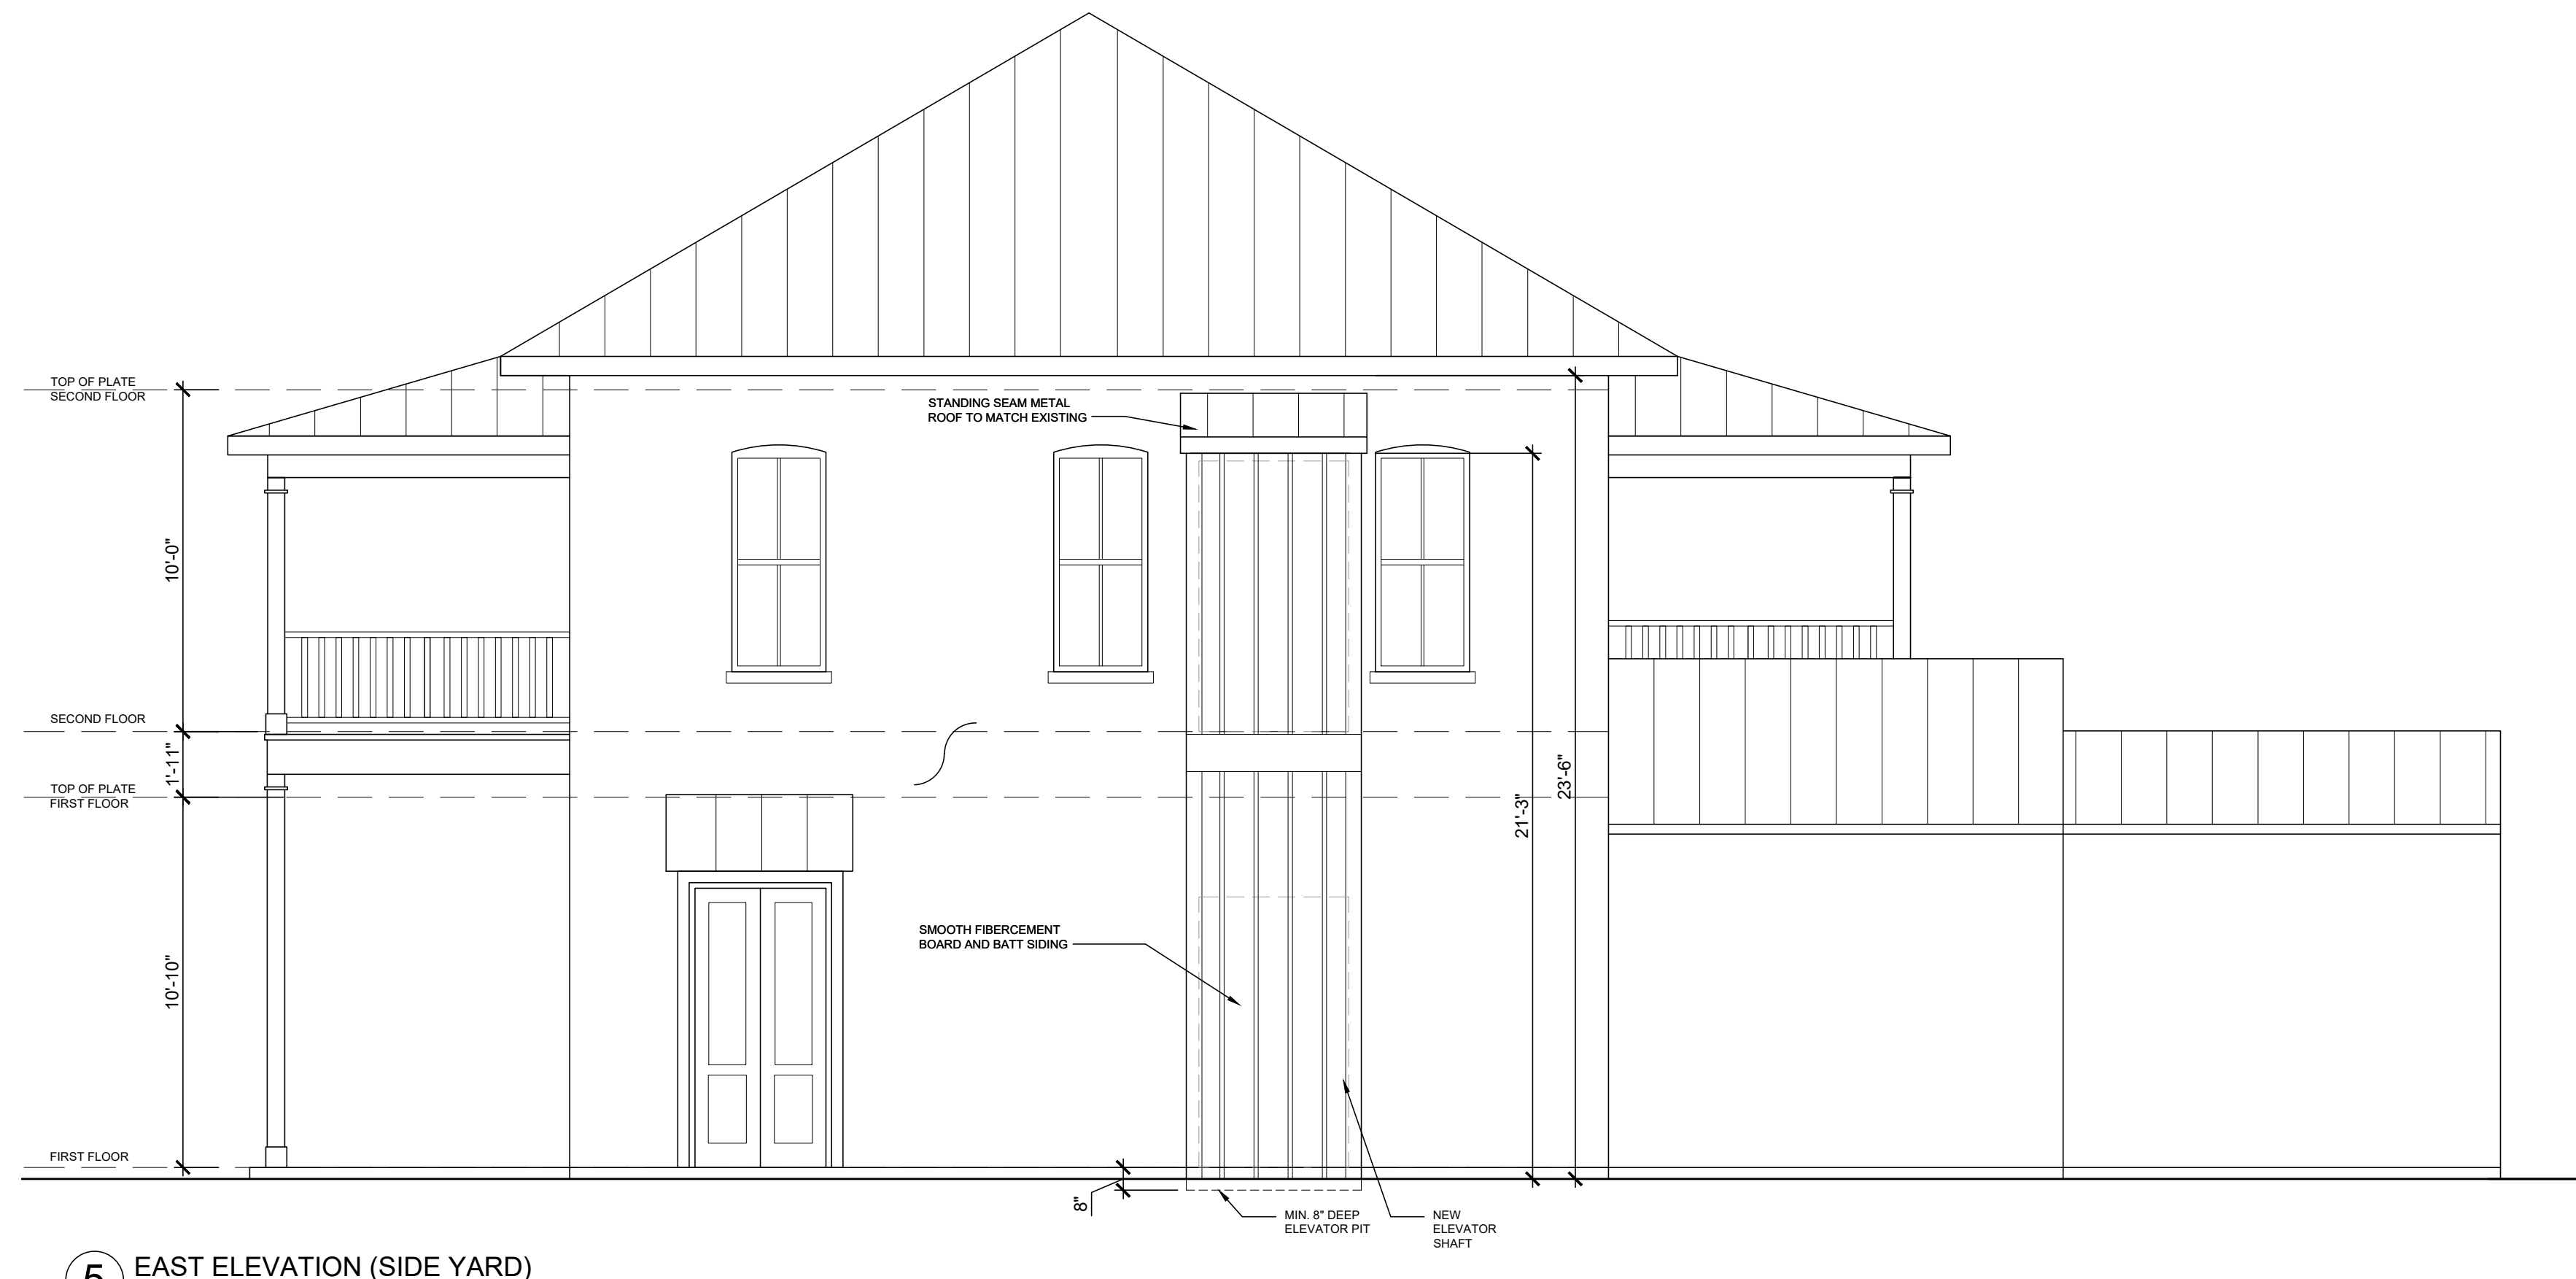 TOP OF PLATE
SECOND FLOOR
STANDING SEAM METAL
ROOF TO MATCH EXISTING
10'-0"
SECOND FLOOR
1'-11"
TOP OF PLATE
FIRST FLOOR
23'-6"
21'-3"
SMOOTH FIBERCEMENT
BOARD AND BATT SIDING
10'-10"
FIRST FLOOR
8"
MIN. 8" DEEP
ELEVATOR PIT
NEW
ELEVATOR
SHAFT
5
EAST ELEVATION (SIDE YARD)